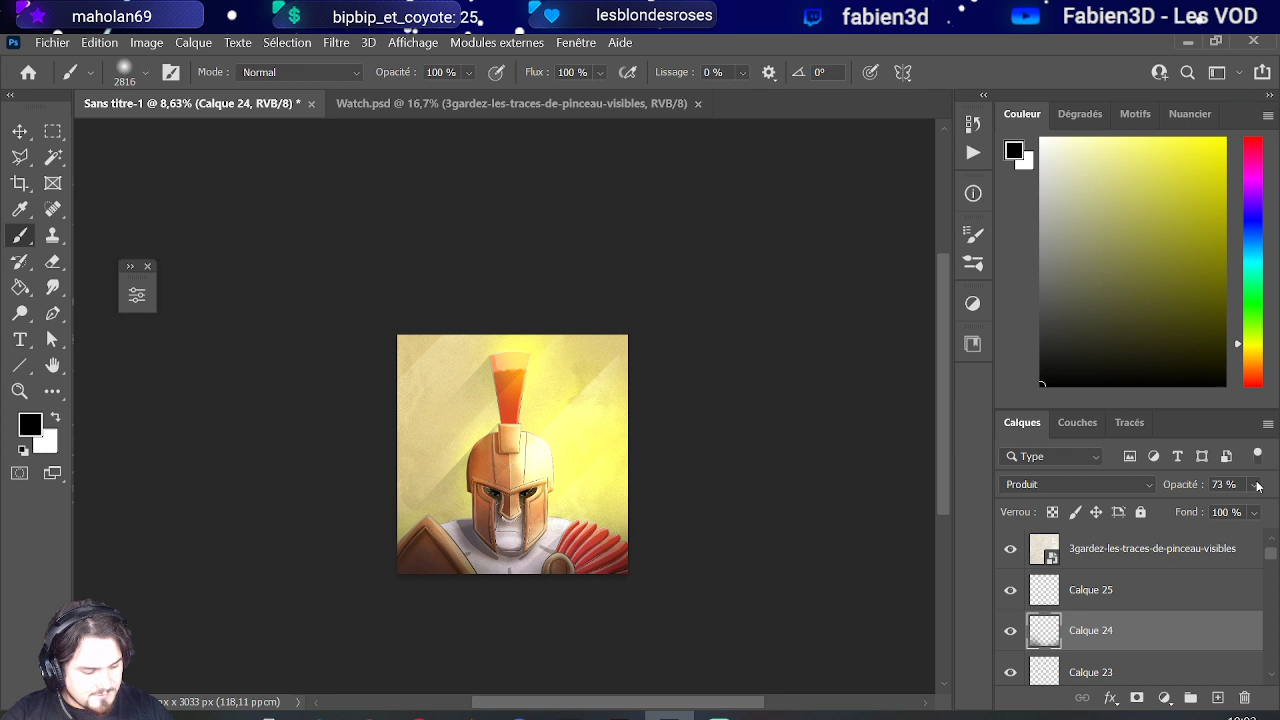 maholan69
bipbip_et_coyote: 25
lesblondesroses
fabien3d
Fabien3D - Les VOD
Ps
Fichier Edition Image Calque Texte Sélection Filtre 3D Affichage Modules externes Fenêtre Aide
2816 Mode : Normal Opacité : 100 % Flux : 100 % Lissage : 0 % 0°
Sans titre-1 @ 8,63% (Calque 24, RVB/8) *
Watch.psd @ 16,7% (3gardez-les-traces-de-pinceau-visibles, RVB/8)
Couleur Dégradés Motifs Nuancier
Calques Couches Tracés
Type
Produit Opacité : 73 %
Verrou : Fond : 100 %
3gardez-les-traces-de-pinceau-visibles
Calque 25
Calque 24
Calque 23
fx
px x 3033 px (118,11 ppcm)